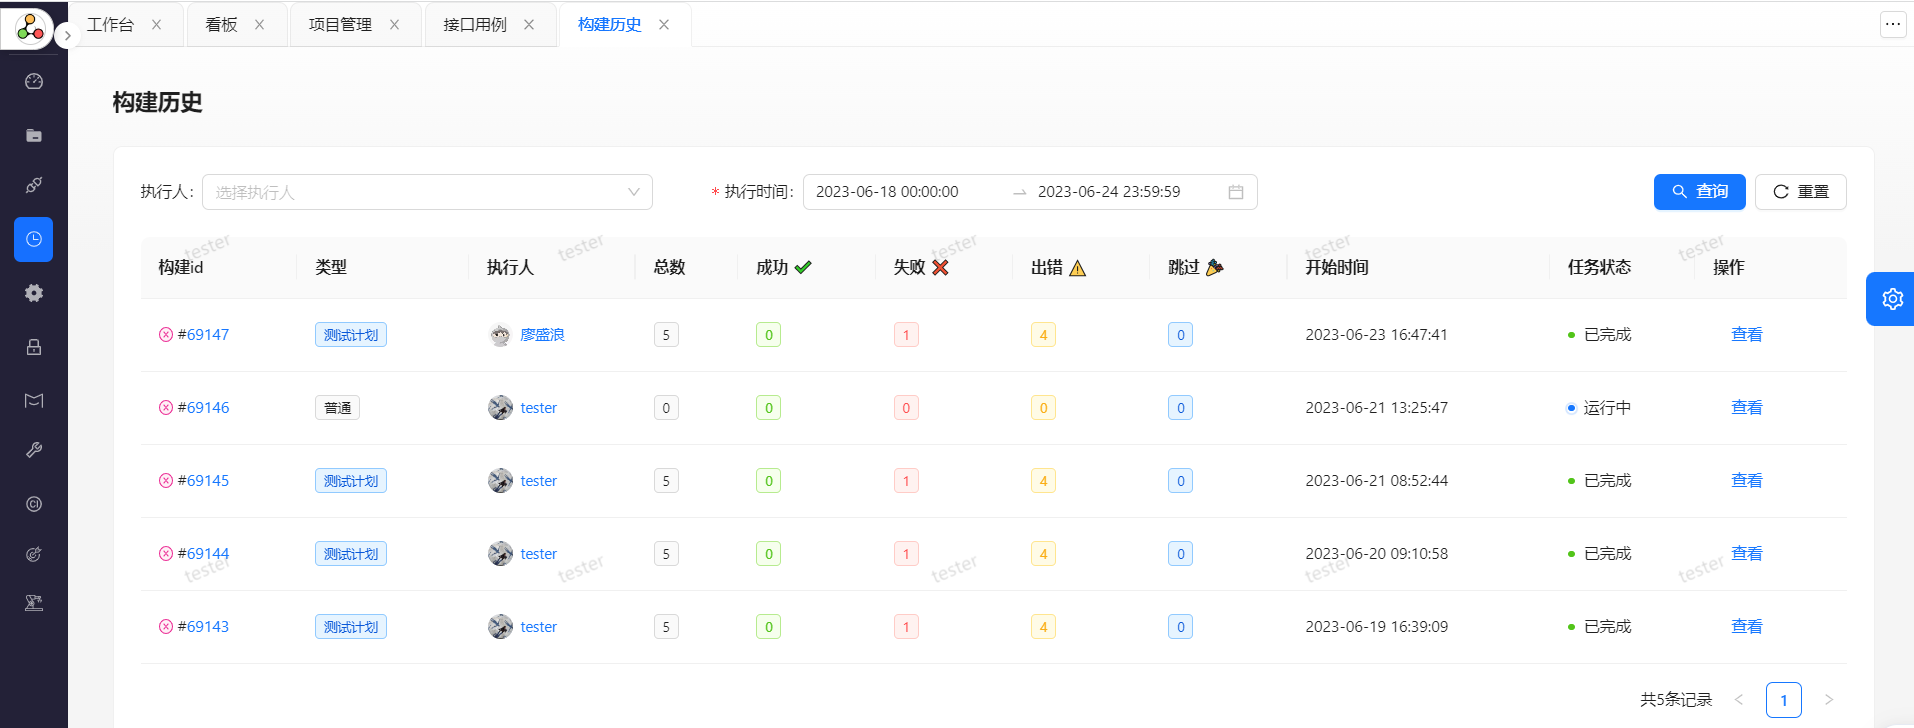 工作台 看板 项目管理 接口用例 构建历史
构建历史
执行人： 选择执行人 * 执行时间： 2023-06-18 00:00:00 → 2023-06-24 23:59:59 查询 重置
构建id 类型 执行人 总数 成功 失败 出错 跳过 开始时间 任务状态 操作
tester tester tester tester tester
#69147 测试计划 廖盛浪 5 0 1 4 0 2023-06-23 16:47:41 已完成 查看
#69146 普通 tester 0 0 0 0 0 2023-06-21 13:25:47 运行中 查看
#69145 测试计划 tester 5 0 1 4 0 2023-06-21 08:52:44 已完成 查看
#69144 测试计划 tester 5 0 1 4 0 2023-06-20 09:10:58 已完成 查看
tester tester tester tester tester
#69143 测试计划 tester 5 0 1 4 0 2023-06-19 16:39:09 已完成 查看
共5条记录 < 1 >